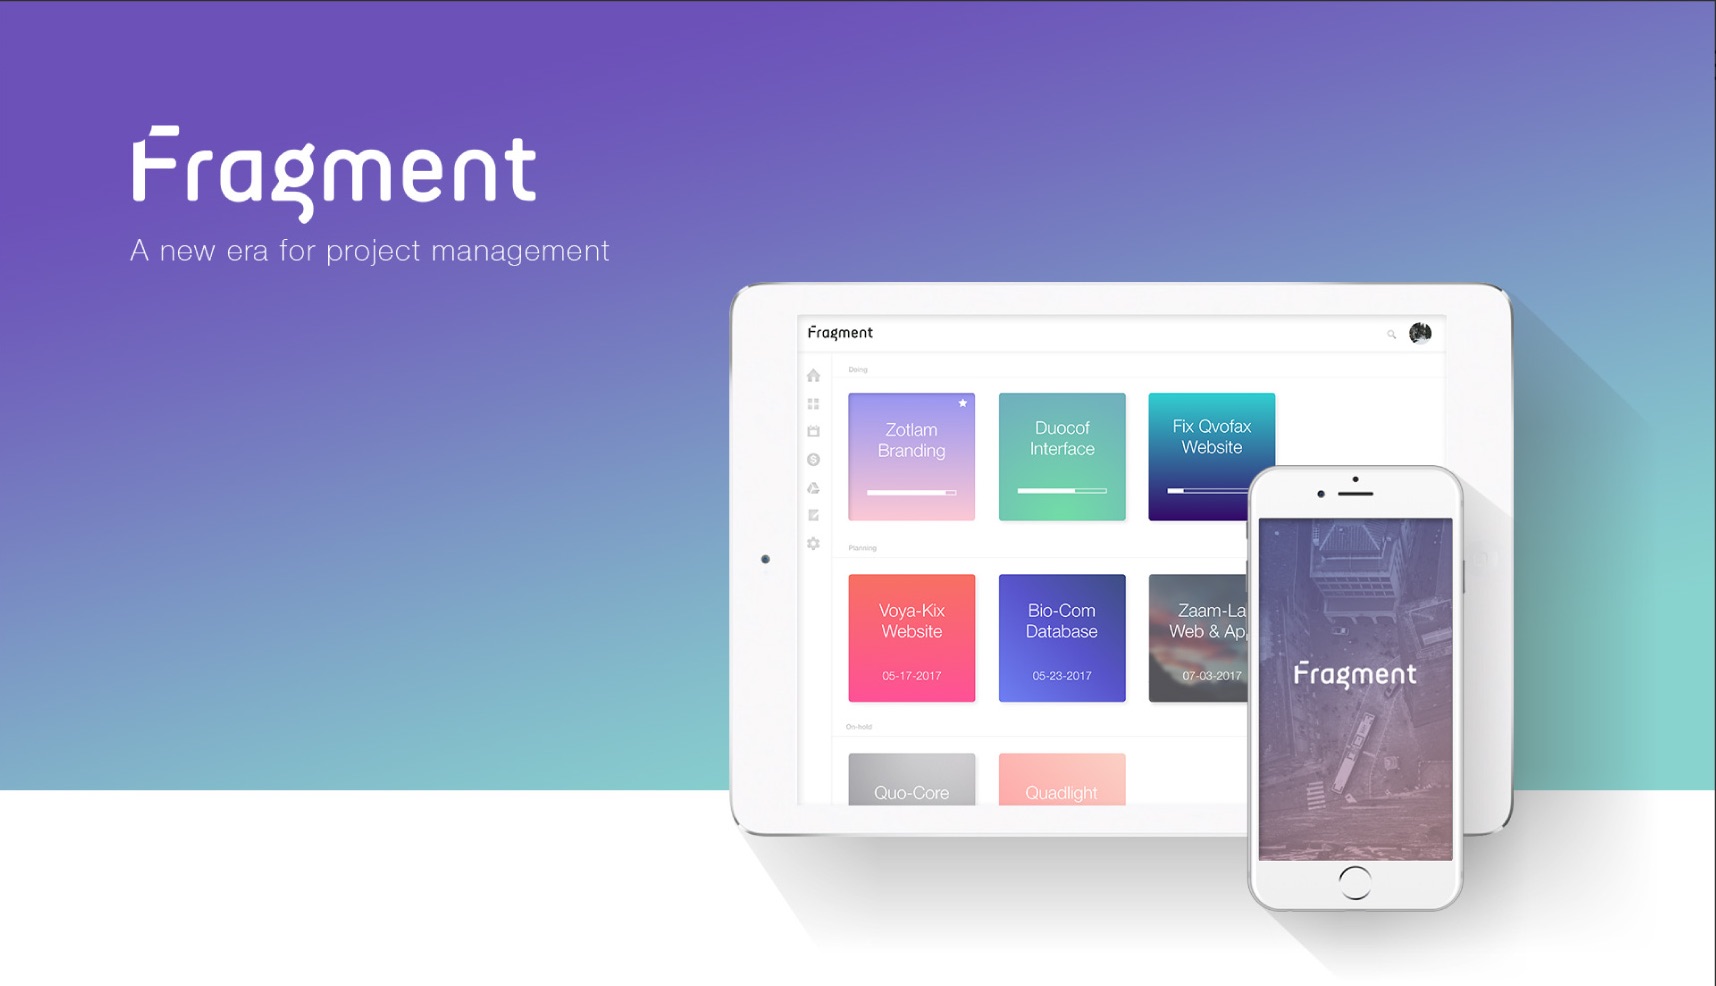 Fragment
A new era for project management
Fragment
Doing
Zotlam
Branding
Duocof
Interface
Fix Qvofax
Website
Planning
Voya-Kix
Website
05-17-2017
Bio-Com
Database
05-23-2017
Zaam-La
Web & Ap
07-03-2017
On-hold
Quo-Core
Quadlight
Fragment